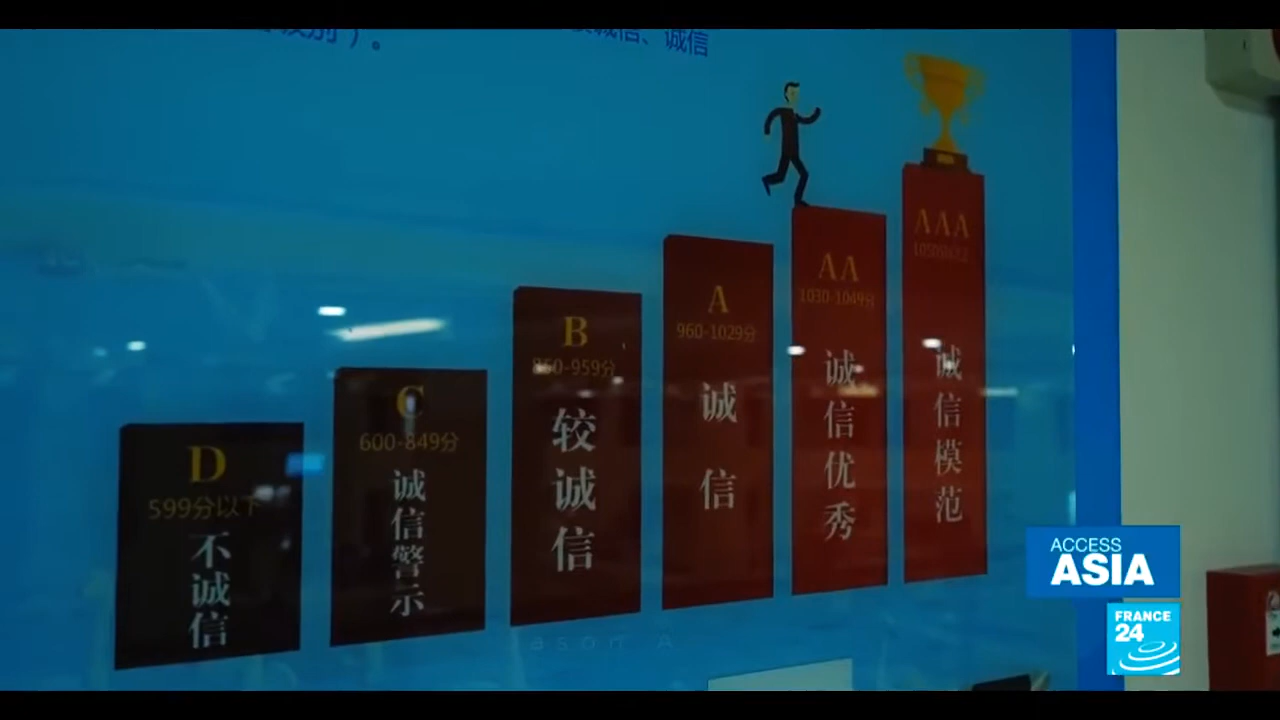 诚信、诚信
D
599分以下
不诚信
C
600-849分
诚信警示
B
850-959分
较诚信
A
960-1029分
诚信
AA
1030-1049分
诚信优秀
AAA
诚信模范
ACCESS
ASIA
FRANCE
24